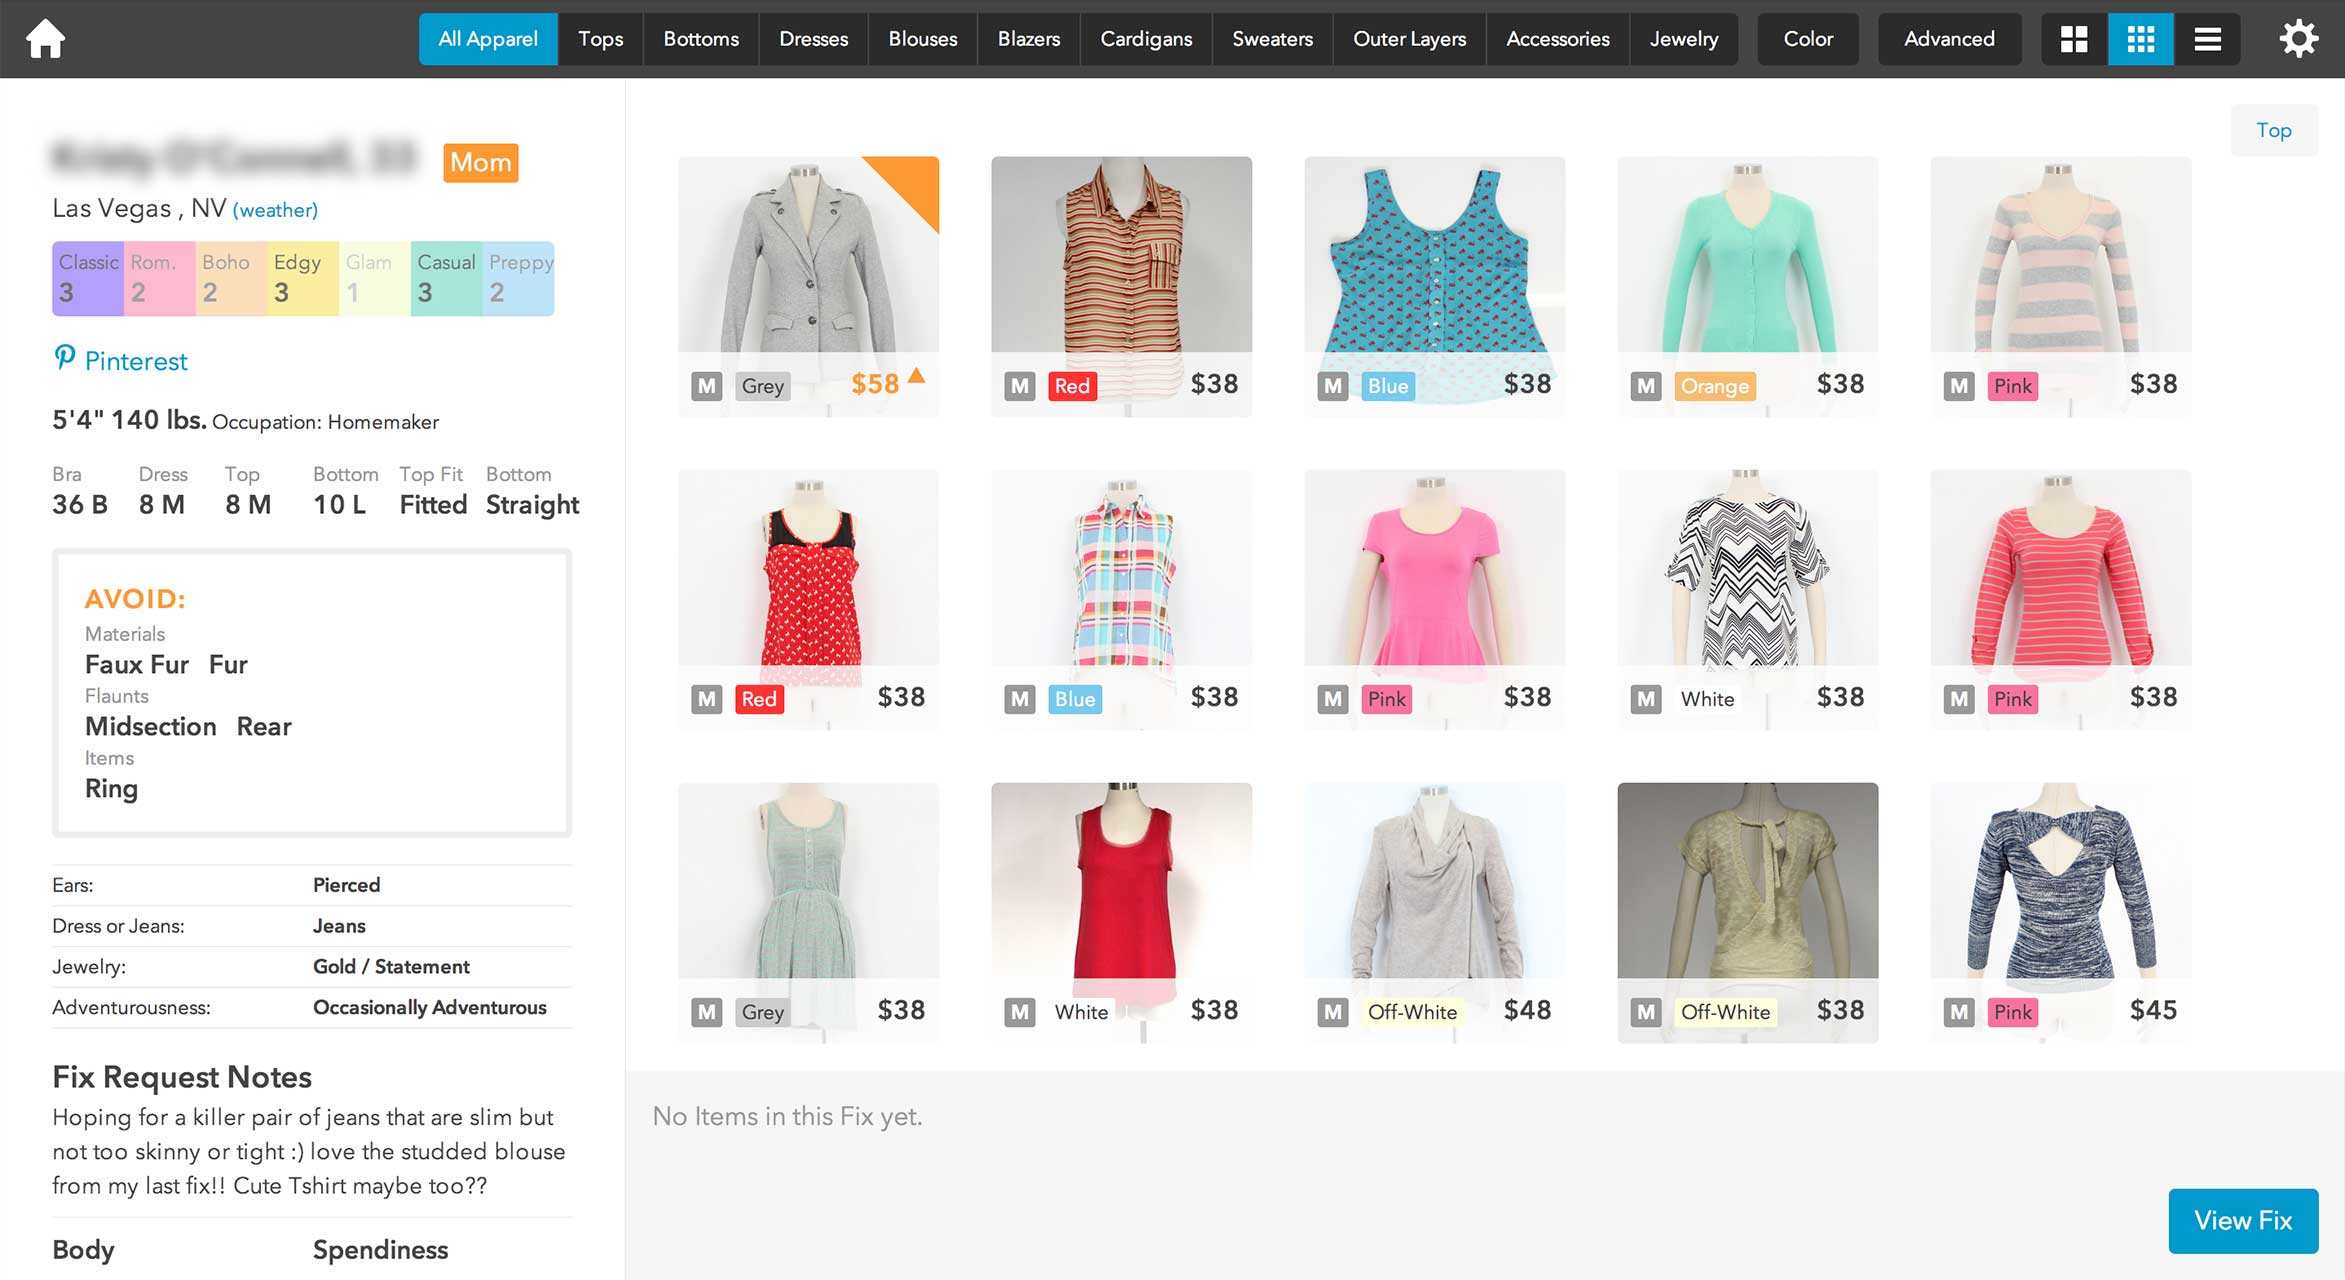 All Apparel Tops Bottoms Dresses Blouses Blazers Cardigans Sweaters Outer Layers Accessories Jewelry Color Advanced
Mom
Las Vegas , NV (weather)
Classic Rom. Boho Edgy Glam Casual Preppy
3 2 2 3 1 3 2
Pinterest
5'4" 140 lbs. Occupation: Homemaker
Bra Dress Top Bottom Top Fit Bottom
36 B 8 M 8 M 10 L Fitted Straight
AVOID:
Materials
Faux Fur Fur
Flaunts
Midsection Rear
Items
Ring
Ears: Pierced
Dress or Jeans: Jeans
Jewelry: Gold / Statement
Adventurousness: Occasionally Adventurous
Fix Request Notes
Hoping for a killer pair of jeans that are slim but
not too skinny or tight :) love the studded blouse
from my last fix!! Cute Tshirt maybe too??
Body Spendiness
Top
M Grey $58
M Red $38
M Blue $38
M Orange $38
M Pink $38
M Red $38
M Blue $38
M Pink $38
M White $38
M Pink $38
M Grey $38
M White $38
M Off-White $48
M Off-White $38
M Pink $45
No Items in this Fix yet.
View Fix